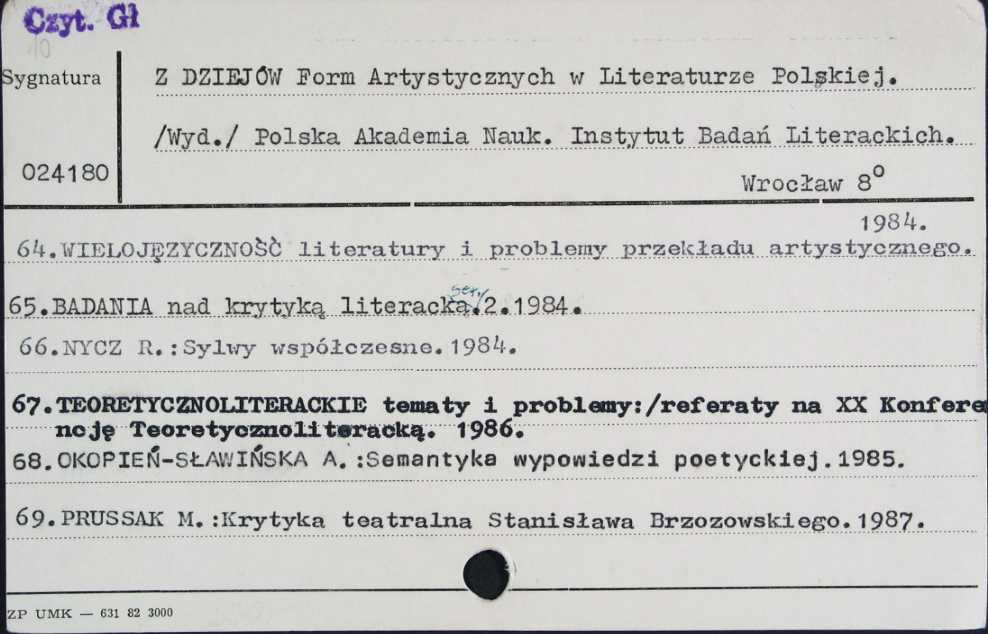 Czyt. Gł
10
Sygnatura
Z DZIEJÓW Form Artystycznych w Literaturze Polskiej.
/Wyd./ Polska Akademia Nauk. Instytut Badań Literackich.
024180
Wrocław 8º
1984.
64.WIELOJĘZYCZNOŚĆ literatury i problemy przekładu artystycznego.
65.BADANIA nad krytyką literacką.2.1984.
66.NYCZ R.:Sylwy współczesne.1984.
67.TEORETYCZNOLITERACKIE tematy i problemy:/referaty na XX Konfere
ncję Teoretycznoliteracką. 1986.
68.OKOPIEŃ-SŁAWIŃSKA A.:Semantyka wypowiedzi poetyckiej.1985.
69.PRUSSAK M.:Krytyka teatralna Stanisława Brzozowskiego.1987.
ZP UMK — 631 82 3000